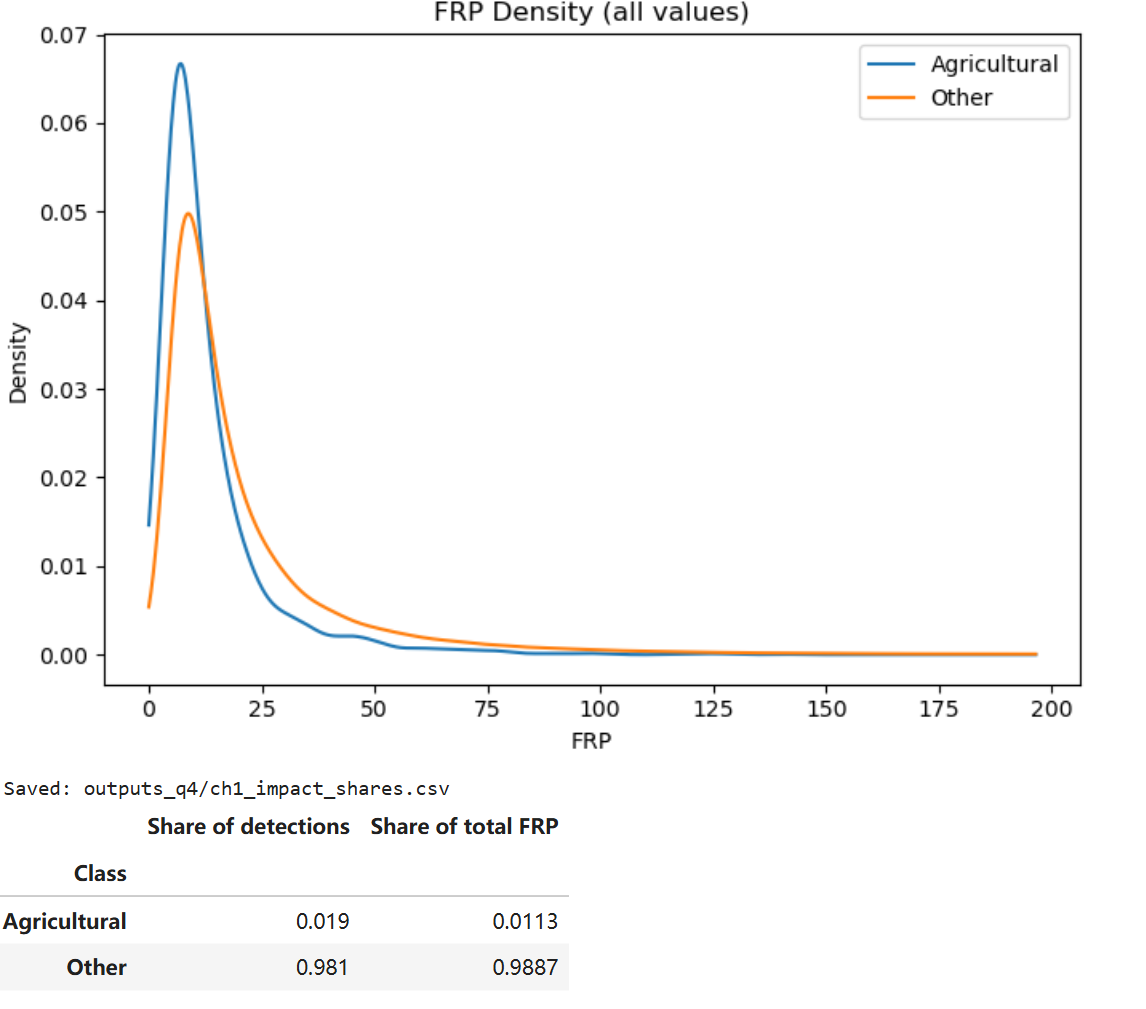 FRP Density (all values)
0.07
0.06
0.05
0.04
0.03
0.02
0.01
0.00
Density
Agricultural
Other
0 25 50 75 100 125 150 175 200
FRP
Saved: outputs_q4/ch1_impact_shares.csv
Share of detections Share of total FRP
Class
Agricultural 0.019 0.0113
Other 0.981 0.9887